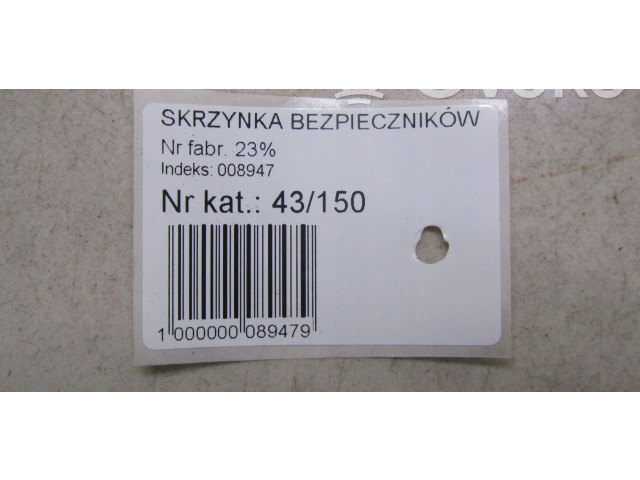 SKRZYNKA BEZPIECZNIKÓW
Nr fabr. 23%
Indeks: 008947
Nr kat.: 43/150
1 000000 089479